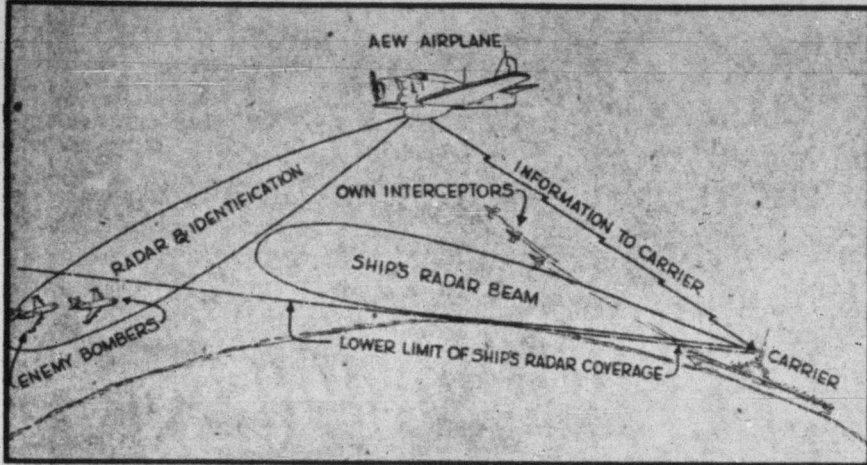 AEW AIRPLANE
RADAR & IDENTIFICATION
OWN INTERCEPTORS
INFORMATION TO CARRIER
SHIP'S RADAR BEAM
ENEMY BOMBERS
LOWER LIMIT OF SHIP'S RADAR COVERAGE
CARRIER